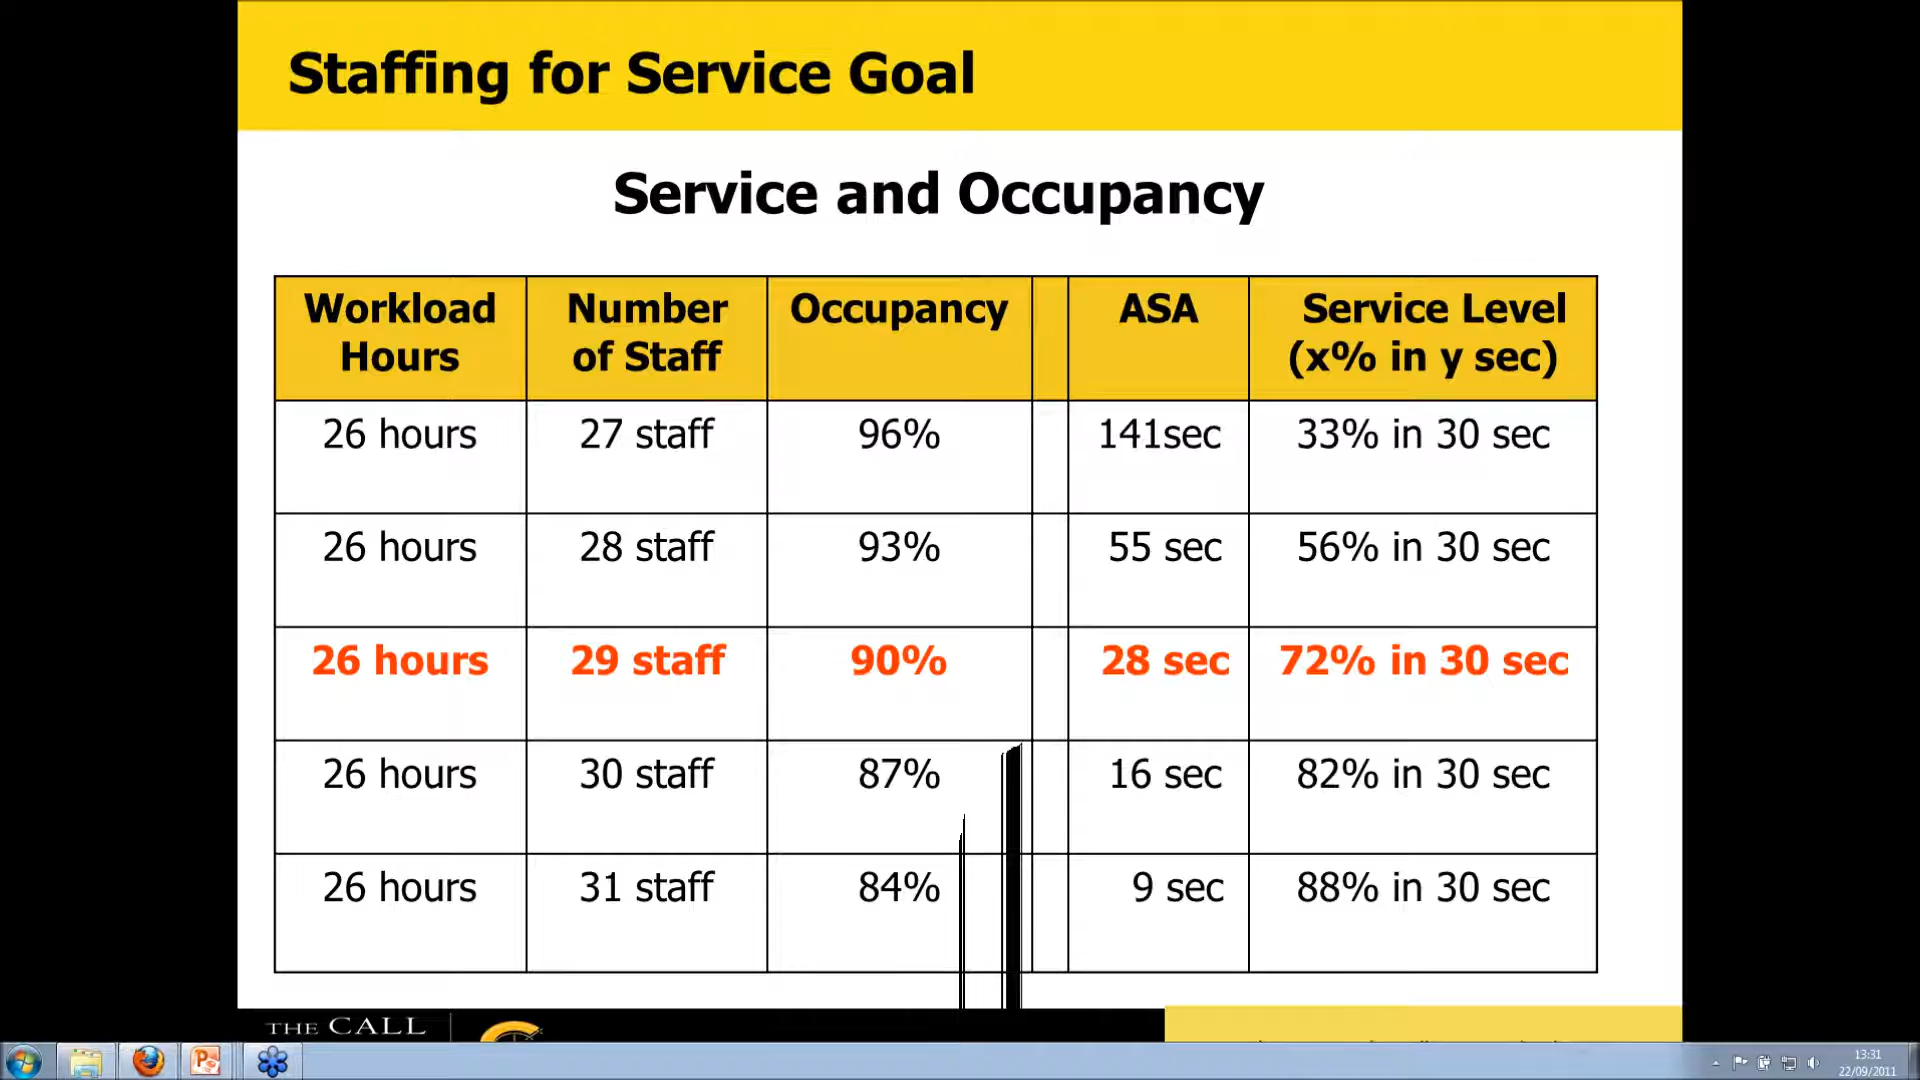 Staffing for Service Goal
Service and Occupancy
Workload Hours Number of Staff Occupancy ASA Service Level (x% in y sec)
26 hours 27 staff 96% 141sec 33% in 30 sec
26 hours 28 staff 93% 55 sec 56% in 30 sec
26 hours 29 staff 90% 28 sec 72% in 30 sec
26 hours 30 staff 87% 16 sec 82% in 30 sec
26 hours 31 staff 84% 9 sec 88% in 30 sec
THE CALL
13:31
22/09/2011